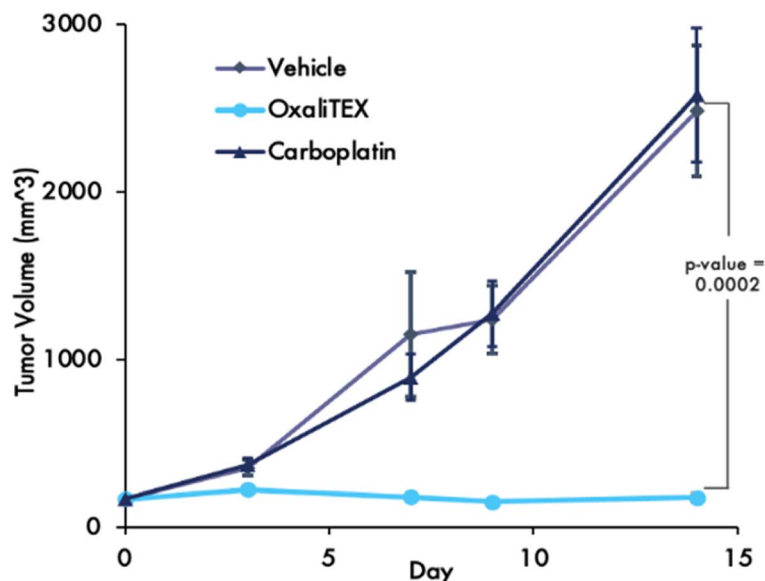 3000
2000
1000
0
Tumor Volume (mm^3)
Vehicle
OxaliTEX
Carboplatin
p-value =
0.0002
0
5
10
15
Day